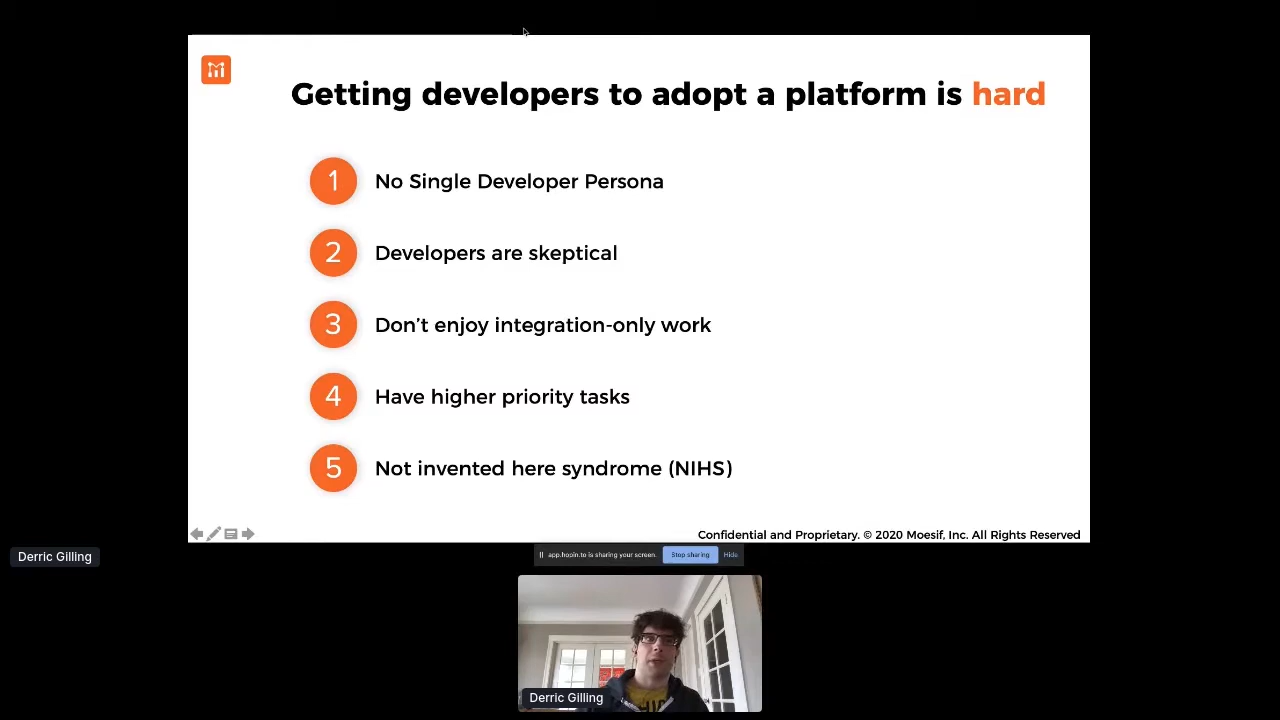 Getting developers to adopt a platform is hard
1 No Single Developer Persona
2 Developers are skeptical
3 Don’t enjoy integration-only work
4 Have higher priority tasks
5 Not invented here syndrome (NIHS)
Confidential and Proprietary. © 2020 Moesif, Inc. All Rights Reserved
app.hopin.to is sharing your screen. Stop sharing Hide
Derric Gilling
Derric Gilling